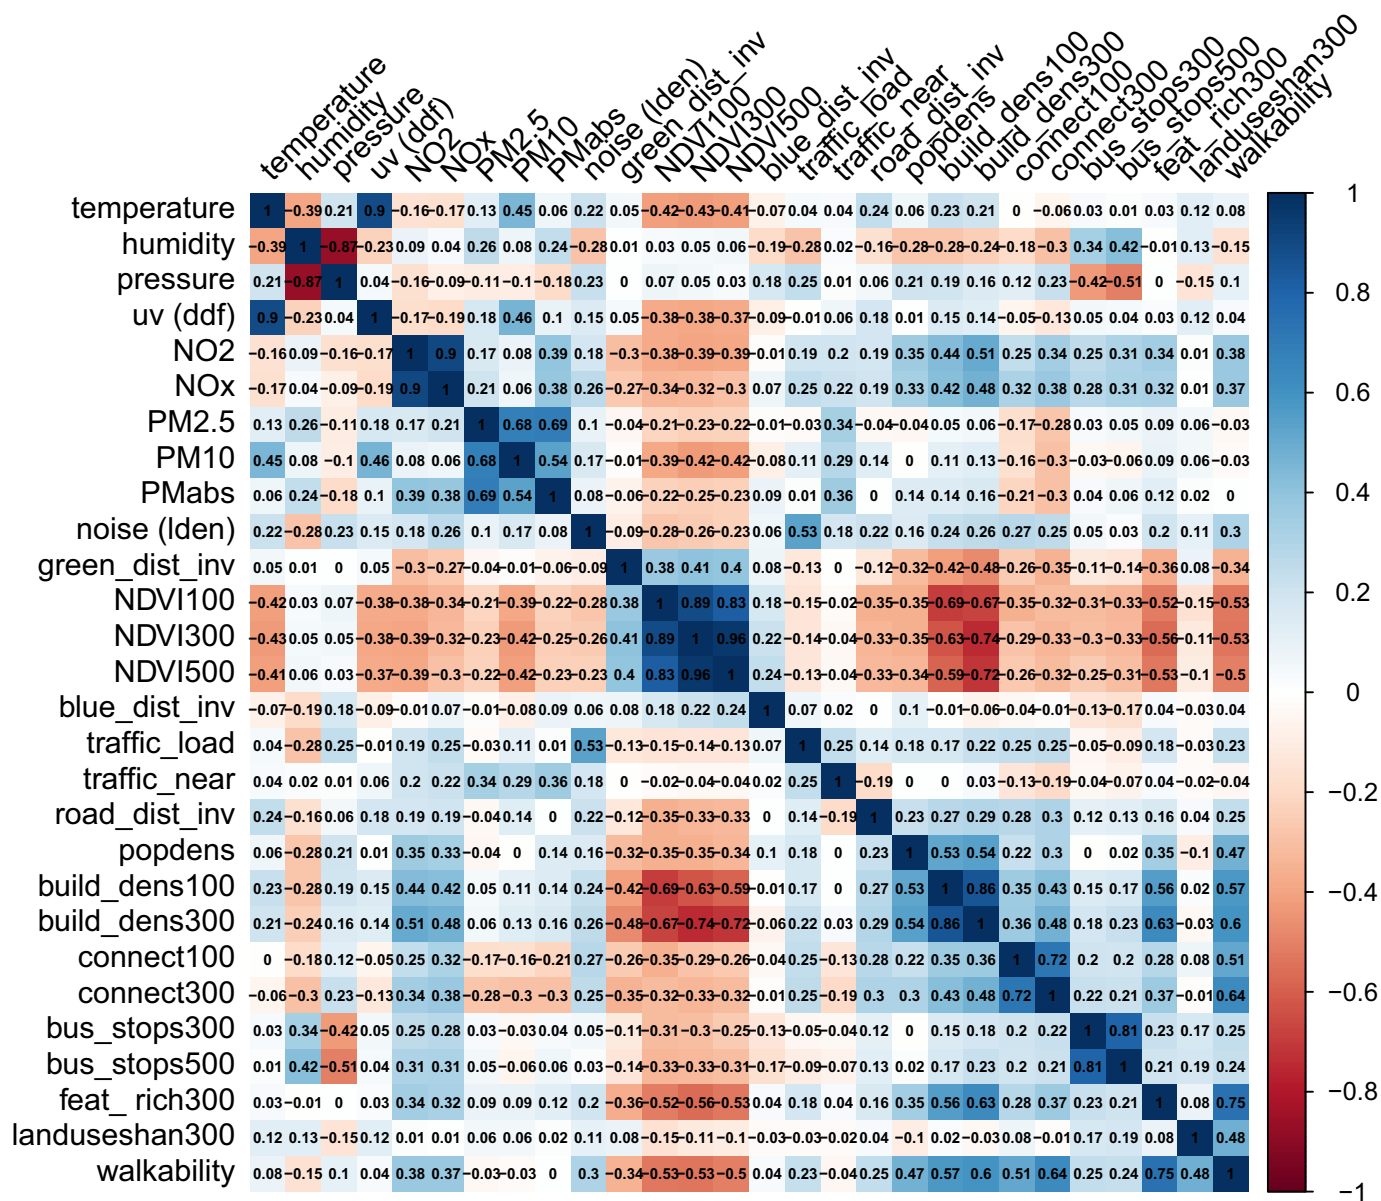 temperature
humidity
pressure
uv (ddf)
NO2
NOx
PM2.5
PM10
PMabs
noise (lden)
green_dist_inv
NDVI100
NDVI300
NDVI500
blue_dist_inv
traffic_load
traffic_near
road_dist_inv
popdens
build_dens100
build_dens300
connect100
connect300
bus_stops300
bus_stops500
feat_rich300
landuseshan300
walkability
temperature 1 −0.39 0.21 0.9 −0.16 −0.17 0.13 0.45 0.06 0.22 0.05 −0.42 −0.43 −0.41 −0.07 0.04 0.04 0.24 0.06 0.23 0.21 0 −0.06 0.03 0.01 0.03 0.12 0.08
humidity −0.39 1 −0.87 −0.23 0.09 0.04 0.26 0.08 0.24 −0.28 0.01 0.03 0.05 0.06 −0.19 −0.28 0.02 −0.16 −0.28 −0.28 −0.24 −0.18 −0.3 0.34 0.42 −0.01 0.13 −0.15
pressure 0.21 −0.87 1 0.04 −0.16 −0.09 −0.11 −0.1 −0.18 0.23 0 0.07 0.05 0.03 0.18 0.25 0.01 0.06 0.21 0.19 0.16 0.12 0.23 −0.42 −0.51 0 −0.15 0.1
uv (ddf) 0.9 −0.23 0.04 1 −0.17 −0.19 0.18 0.46 0.1 0.15 0.05 −0.38 −0.38 −0.37 −0.09 −0.01 0.06 0.18 0.01 0.15 0.14 −0.05 −0.13 0.05 0.04 0.03 0.12 0.04
NO2 −0.16 0.09 −0.16 −0.17 1 0.9 0.17 0.08 0.39 0.18 −0.3 −0.38 −0.39 −0.39 −0.01 0.19 0.2 0.19 0.35 0.44 0.51 0.25 0.34 0.25 0.31 0.34 0.01 0.38
NOx −0.17 0.04 −0.09 −0.19 0.9 1 0.21 0.06 0.38 0.26 −0.27 −0.34 −0.32 −0.3 0.07 0.25 0.22 0.19 0.33 0.42 0.48 0.32 0.38 0.28 0.31 0.32 0.01 0.37
PM2.5 0.13 0.26 −0.11 0.18 0.17 0.21 1 0.68 0.69 0.1 −0.04 −0.21 −0.23 −0.22 −0.01 −0.03 0.34 −0.04 −0.04 0.05 0.06 −0.17 −0.28 0.03 0.05 0.09 0.06 −0.03
PM10 0.45 0.08 −0.1 0.46 0.08 0.06 0.68 1 0.54 0.17 −0.01 −0.39 −0.42 −0.42 −0.08 0.11 0.29 0.14 0 0.11 0.13 −0.16 −0.3 −0.03 −0.06 0.09 0.06 −0.03
PMabs 0.06 0.24 −0.18 0.1 0.39 0.38 0.69 0.54 1 0.08 −0.06 −0.22 −0.25 −0.23 0.09 0.01 0.36 0 0.14 0.14 0.16 −0.21 −0.3 0.04 0.06 0.12 0.02 0
noise (lden) 0.22 −0.28 0.23 0.15 0.18 0.26 0.1 0.17 0.08 1 −0.09 −0.28 −0.26 −0.23 0.06 0.53 0.18 0.22 0.16 0.24 0.26 0.27 0.25 0.05 0.03 0.2 0.11 0.3
green_dist_inv 0.05 0.01 0 0.05 −0.3 −0.27 −0.04 −0.01 −0.06 −0.09 1 0.38 0.41 0.4 0.08 −0.13 0 −0.12 −0.32 −0.42 −0.48 −0.26 −0.35 −0.11 −0.14 −0.36 0.08 −0.34
NDVI100 −0.42 0.03 0.07 −0.38 −0.38 −0.34 −0.21 −0.39 −0.22 −0.28 0.38 1 0.89 0.83 0.18 −0.15 −0.02 −0.35 −0.35 −0.69 −0.67 −0.35 −0.32 −0.31 −0.33 −0.52 −0.15 −0.53
NDVI300 −0.43 0.05 0.05 −0.38 −0.39 −0.32 −0.23 −0.42 −0.25 −0.26 0.41 0.89 1 0.96 0.22 −0.14 −0.04 −0.33 −0.35 −0.63 −0.74 −0.29 −0.33 −0.3 −0.33 −0.56 −0.11 −0.53
NDVI500 −0.41 0.06 0.03 −0.37 −0.39 −0.3 −0.22 −0.42 −0.23 −0.23 0.4 0.83 0.96 1 0.24 −0.13 −0.04 −0.33 −0.34 −0.59 −0.72 −0.26 −0.32 −0.25 −0.31 −0.53 −0.1 −0.5
blue_dist_inv −0.07 −0.19 0.18 −0.09 −0.01 0.07 −0.01 −0.08 0.09 0.06 0.08 0.18 0.22 0.24 1 0.07 0.02 0 0.1 −0.01 −0.06 −0.04 −0.01 −0.13 −0.17 0.04 −0.03 0.04
traffic_load 0.04 −0.28 0.25 −0.01 0.19 0.25 −0.03 0.11 0.01 0.53 −0.13 −0.15 −0.14 −0.13 0.07 1 0.25 0.14 0.18 0.17 0.22 0.25 0.25 −0.05 −0.09 0.18 −0.03 0.23
traffic_near 0.04 0.02 0.01 0.06 0.2 0.22 0.34 0.29 0.36 0.18 0 −0.02 −0.04 −0.04 0.02 0.25 1 −0.19 0 0 0.03 −0.13 −0.19 −0.04 −0.07 0.04 −0.02 −0.04
road_dist_inv 0.24 −0.16 0.06 0.18 0.19 0.19 −0.04 0.14 0 0.22 −0.12 −0.35 −0.33 −0.33 0 0.14 −0.19 1 0.23 0.27 0.29 0.28 0.3 0.12 0.13 0.16 0.04 0.25
popdens 0.06 −0.28 0.21 0.01 0.35 0.33 −0.04 0 0.14 0.16 −0.32 −0.35 −0.35 −0.34 0.1 0.18 0 0.23 1 0.53 0.54 0.22 0.3 0 0.02 0.35 −0.1 0.47
build_dens100 0.23 −0.28 0.19 0.15 0.44 0.42 0.05 0.11 0.14 0.24 −0.42 −0.69 −0.63 −0.59 −0.01 0.17 0 0.27 0.53 1 0.86 0.35 0.43 0.15 0.17 0.56 0.02 0.57
build_dens300 0.21 −0.24 0.16 0.14 0.51 0.48 0.06 0.13 0.16 0.26 −0.48 −0.67 −0.74 −0.72 −0.06 0.22 0.03 0.29 0.54 0.86 1 0.36 0.48 0.18 0.23 0.63 −0.03 0.6
connect100 0 −0.18 0.12 −0.05 0.25 0.32 −0.17 −0.16 −0.21 0.27 −0.26 −0.35 −0.29 −0.26 −0.04 0.25 −0.13 0.28 0.22 0.35 0.36 1 0.72 0.2 0.2 0.28 0.08 0.51
connect300 −0.06 −0.3 0.23 −0.13 0.34 0.38 −0.28 −0.3 −0.3 0.25 −0.35 −0.32 −0.33 −0.32 −0.01 0.25 −0.19 0.3 0.3 0.43 0.48 0.72 1 0.22 0.21 0.37 −0.01 0.64
bus_stops300 0.03 0.34 −0.42 0.05 0.25 0.28 0.03 −0.03 0.04 0.05 −0.11 −0.31 −0.3 −0.25 −0.13 −0.05 −0.04 0.12 0 0.15 0.18 0.2 0.22 1 0.81 0.23 0.17 0.25
bus_stops500 0.01 0.42 −0.51 0.04 0.31 0.31 0.05 −0.06 0.06 0.03 −0.14 −0.33 −0.33 −0.31 −0.17 −0.09 −0.07 0.13 0.02 0.17 0.23 0.2 0.21 0.81 1 0.21 0.19 0.24
feat_ rich300 0.03 −0.01 0 0.03 0.34 0.32 0.09 0.09 0.12 0.2 −0.36 −0.52 −0.56 −0.53 0.04 0.18 0.04 0.16 0.35 0.56 0.63 0.28 0.37 0.23 0.21 1 0.08 0.75
landuseshan300 0.12 0.13 −0.15 0.12 0.01 0.01 0.06 0.06 0.02 0.11 0.08 −0.15 −0.11 −0.1 −0.03 −0.03 −0.02 0.04 −0.1 0.02 −0.03 0.08 −0.01 0.17 0.19 0.08 1 0.48
walkability 0.08 −0.15 0.1 0.04 0.38 0.37 −0.03 −0.03 0 0.3 −0.34 −0.53 −0.53 −0.5 0.04 0.23 −0.04 0.25 0.47 0.57 0.6 0.51 0.64 0.25 0.24 0.75 0.48 1
1
0.8
0.6
0.4
0.2
0
−0.2
−0.4
−0.6
−0.8
−1